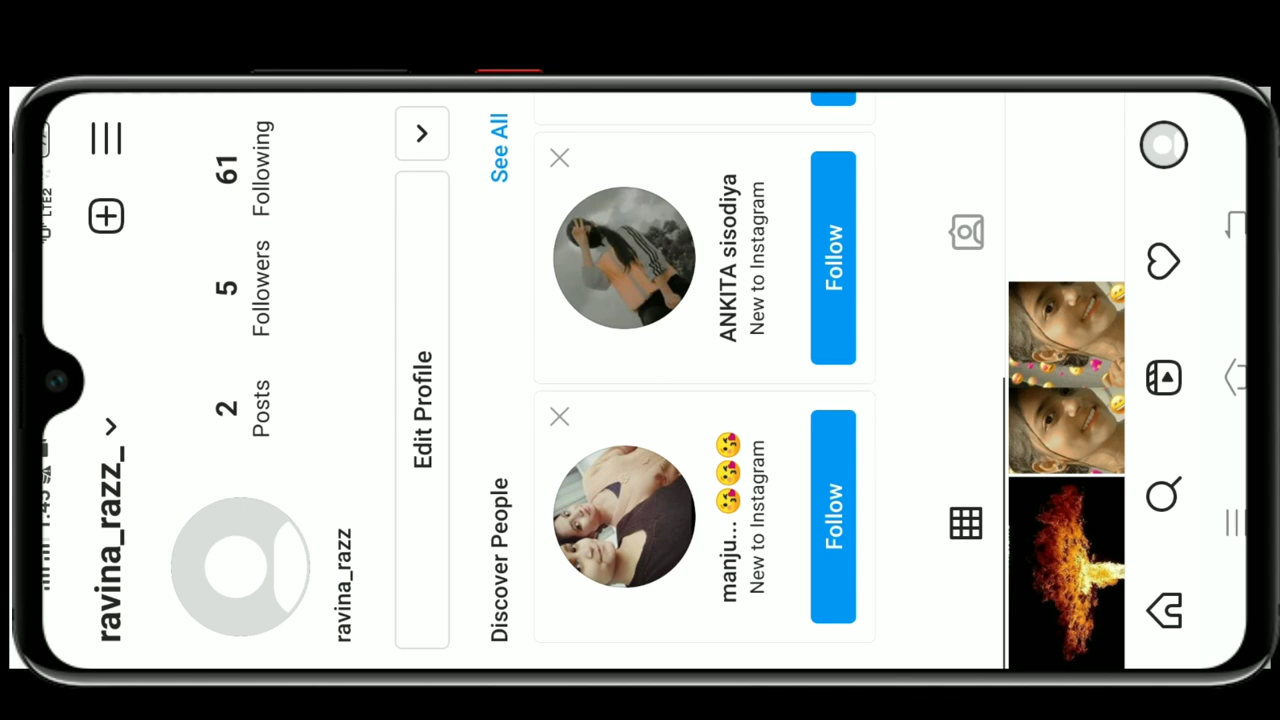 LTE2
ravina_razz_
2
5
61
Posts
Followers
Following
ravina_razz
Edit Profile
Discover People
See All
manju... 😘😘😘
New to Instagram
Follow
ANKITA sisodiya
New to Instagram
Follow